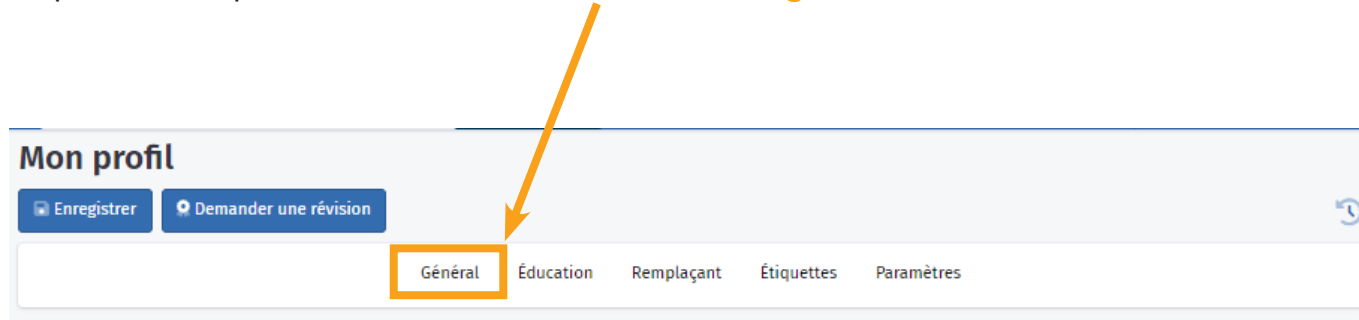 Mon profil
Enregistrer Demander une révision
Général Éducation Remplaçant Étiquettes Paramètres